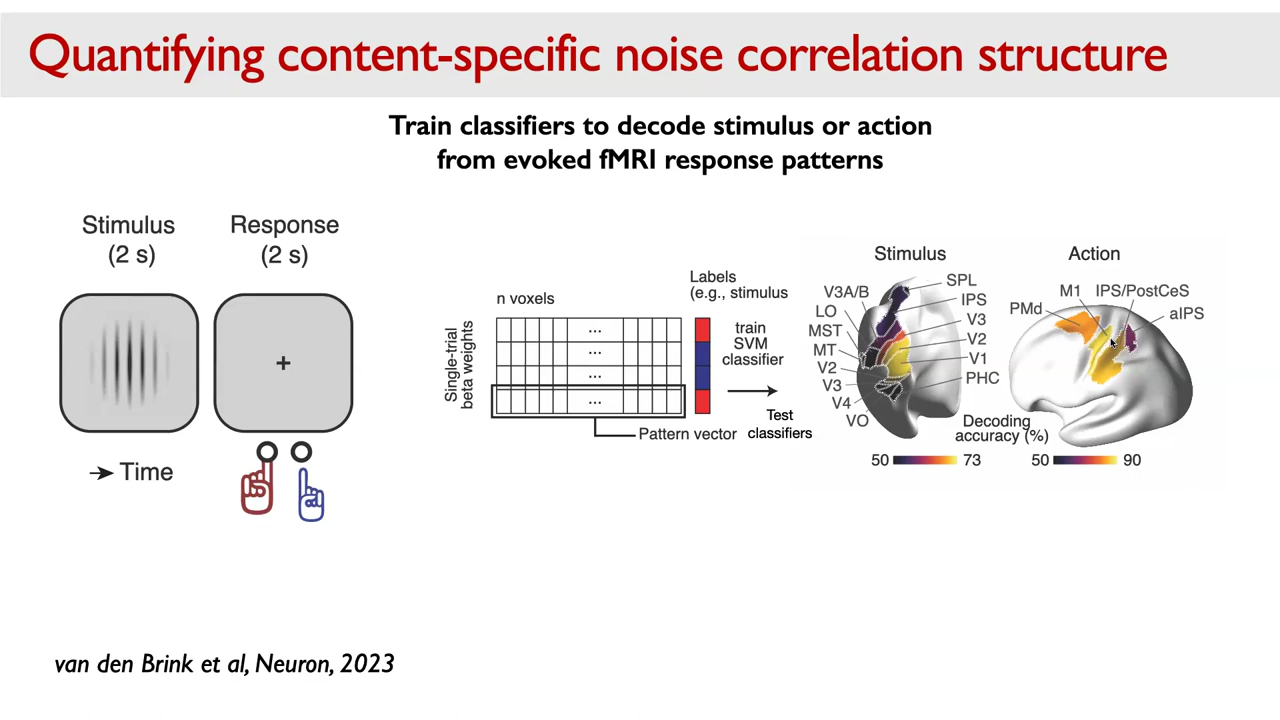 Quantifying content-specific noise correlation structure
Train classifiers to decode stimulus or action
from evoked fMRI response patterns
Stimulus
(2 s)
Response
(2 s)
+
Time
n voxels
Single-trial
beta weights
...
...
...
...
Pattern vector
Labels
(e.g., stimulus
train
SVM
classifier
Test
classifiers
Stimulus
V3A/B
LO
MST
MT
V2
V3
V4
VO
SPL
IPS
V3
V2
V1
PHC
Action
PMd
M1
IPS/PostCeS
aIPS
Decoding
accuracy (%)
50
73
50
90
van den Brink et al, Neuron, 2023